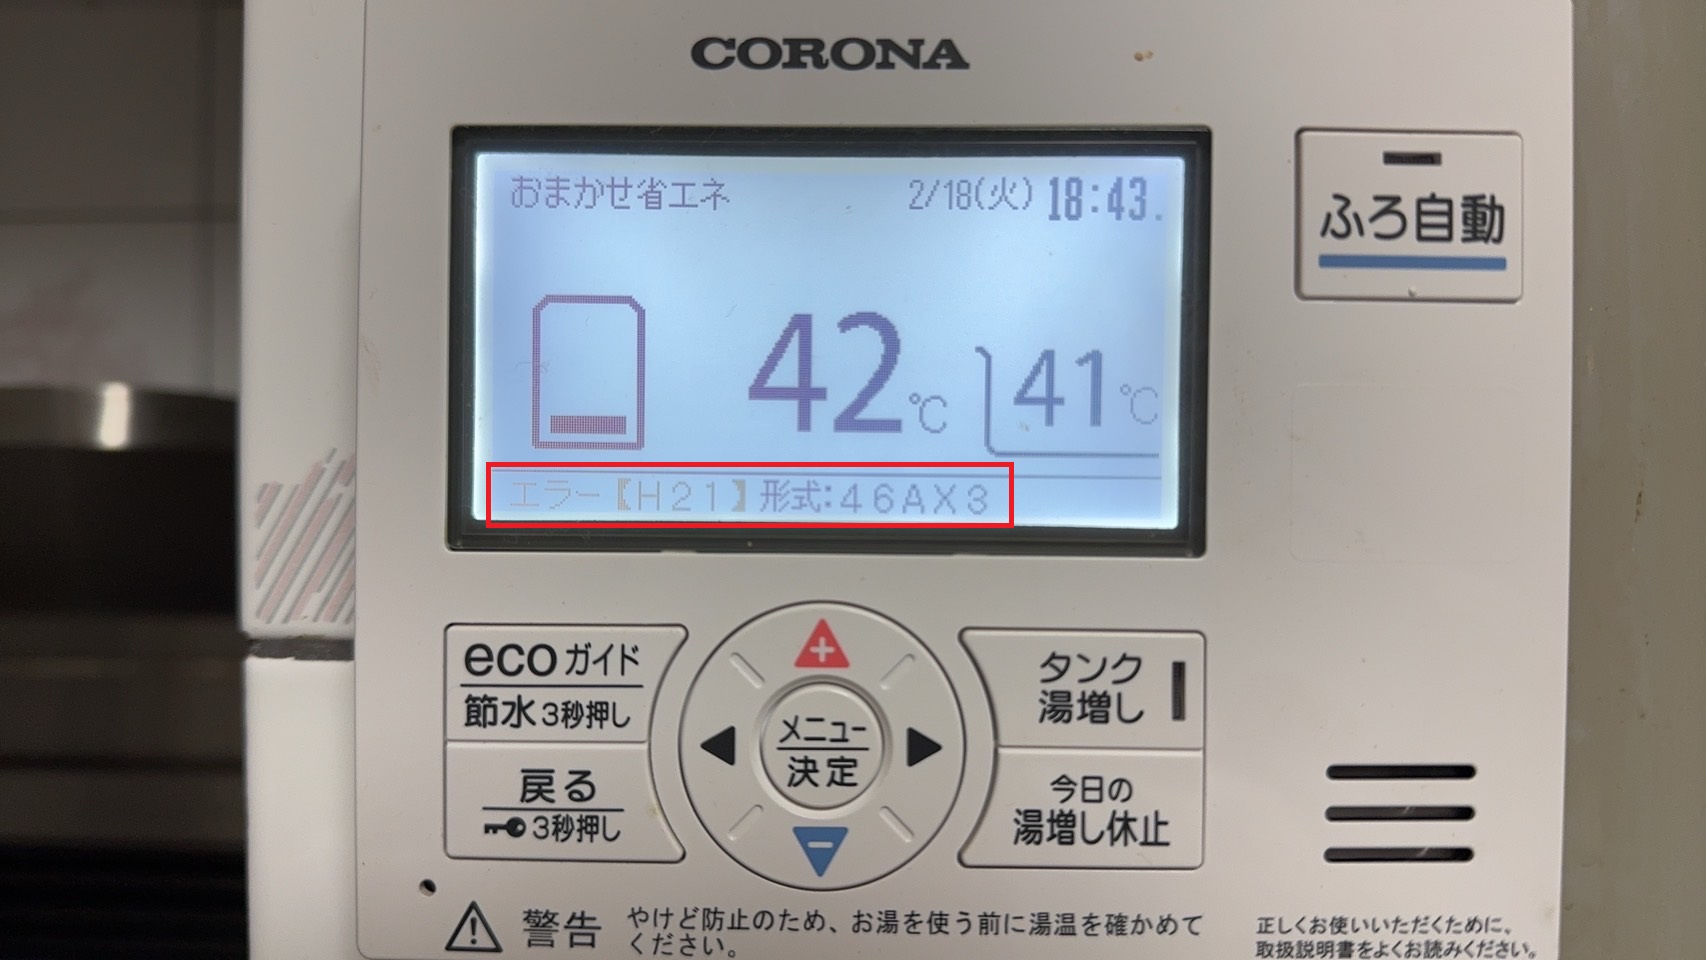 CORONA
おまかせ省エネ 2/18(火) 18:43.
ふろ自動
42℃ 41℃
エラー【H21】形式:46AX3
ecoガイド
節水3秒押し
戻る
3秒押し
メニュー
決定
タンク
湯増し
今日の
湯増し休止
警告 やけど防止のため、お湯を使う前に湯温を確かめて
ください。
正しくお使いいただくために、
取扱説明書をよくお読みください。